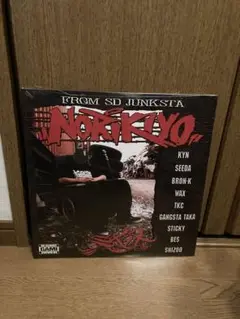 FROM SD JUNKSTA
NORIKIYO
KYN
SEEDA
BRON-K
WAX
TKC
GANGSTA TAKA
STICKY
BES
SHIZOO